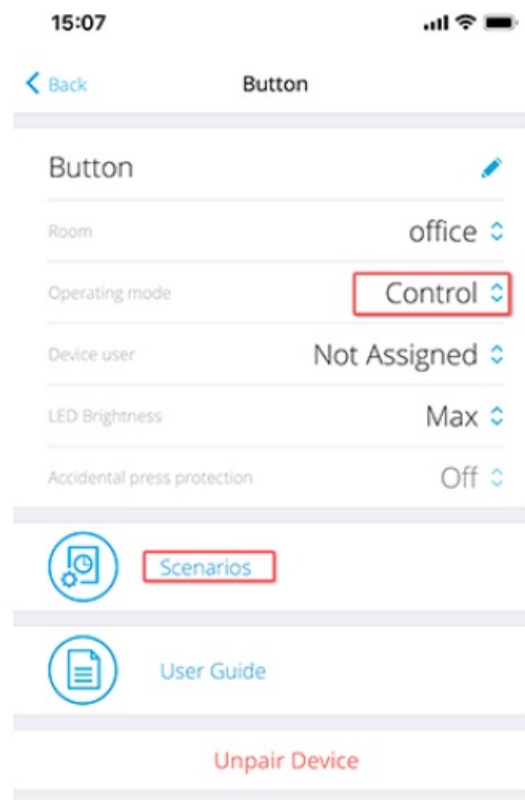 15:07
Back Button
Button
Room office
Operating mode Control
Device user Not Assigned
LED Brightness Max
Accidental press protection Off
Scenarios
User Guide
Unpair Device